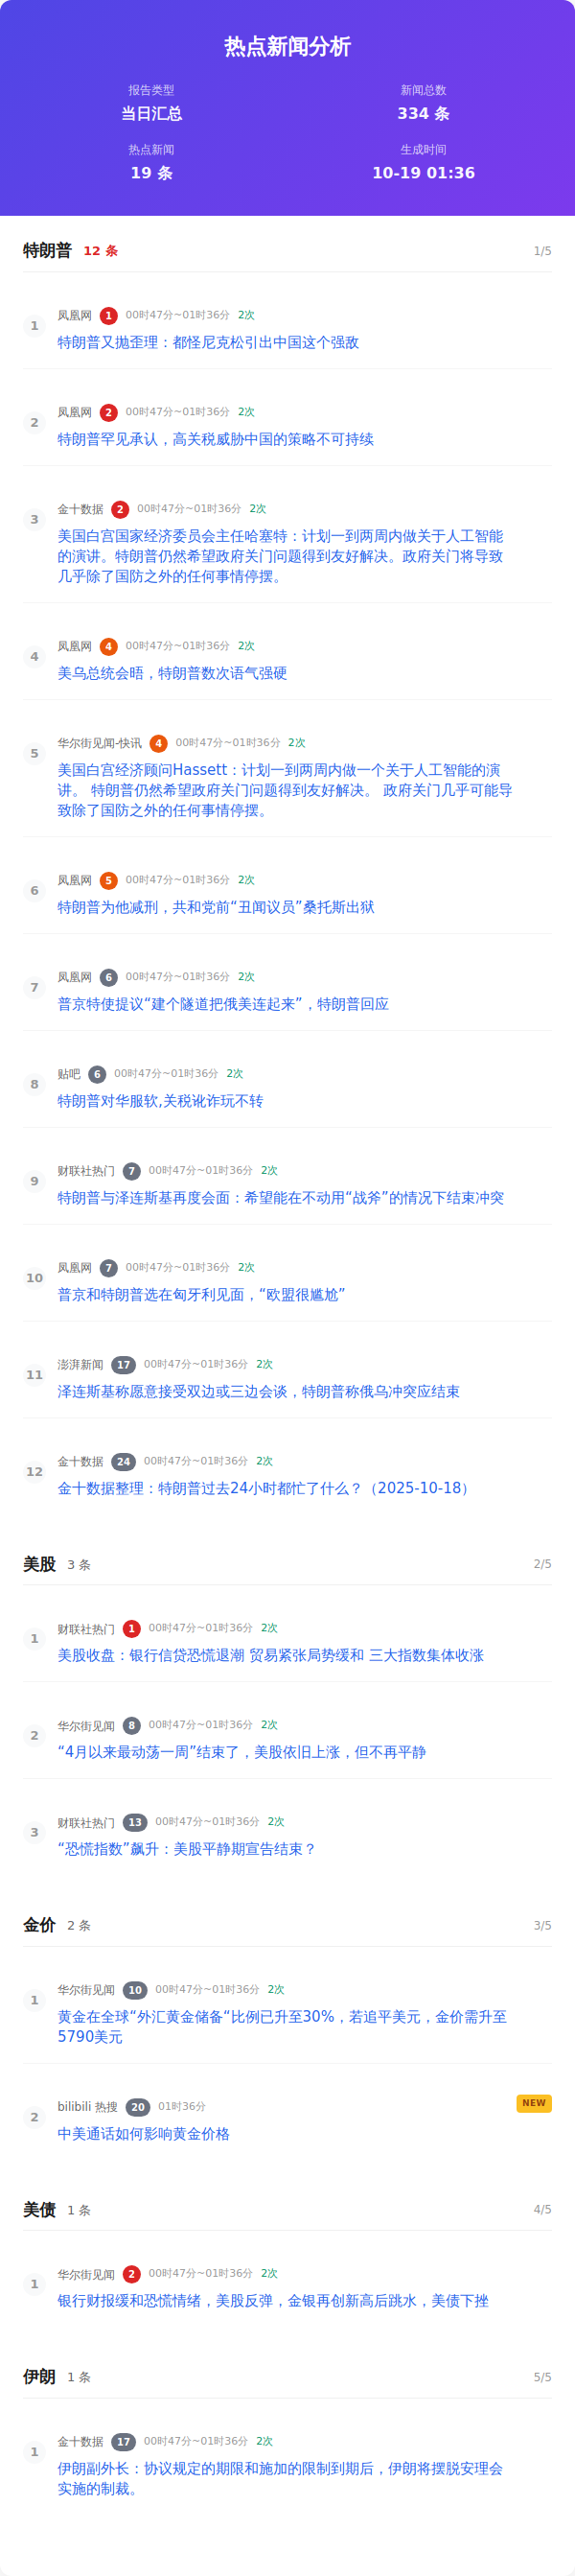 热点新闻分析
报告类型
新闻总数
当日汇总
334 条
热点新闻
生成时间
19 条
10-19 01:36
特朗普 12 条 1/5
1
凤凰网 1 00时47分~01时36分 2次
特朗普又抛歪理：都怪尼克松引出中国这个强敌
2
凤凰网 2 00时47分~01时36分 2次
特朗普罕见承认，高关税威胁中国的策略不可持续
3
金十数据 2 00时47分~01时36分 2次
美国白宫国家经济委员会主任哈塞特：计划一到两周内做关于人工智能
的演讲。特朗普仍然希望政府关门问题得到友好解决。政府关门将导致
几乎除了国防之外的任何事情停摆。
4
凤凰网 4 00时47分~01时36分 2次
美乌总统会晤，特朗普数次语气强硬
5
华尔街见闻-快讯 4 00时47分~01时36分 2次
美国白宫经济顾问Hassett：计划一到两周内做一个关于人工智能的演
讲。 特朗普仍然希望政府关门问题得到友好解决。 政府关门几乎可能导
致除了国防之外的任何事情停摆。
6
凤凰网 5 00时47分~01时36分 2次
特朗普为他减刑，共和党前“丑闻议员”桑托斯出狱
7
凤凰网 6 00时47分~01时36分 2次
普京特使提议“建个隧道把俄美连起来”，特朗普回应
8
贴吧 6 00时47分~01时36分 2次
特朗普对华服软,关税讹诈玩不转
9
财联社热门 7 00时47分~01时36分 2次
特朗普与泽连斯基再度会面：希望能在不动用“战斧”的情况下结束冲突
10
凤凰网 7 00时47分~01时36分 2次
普京和特朗普选在匈牙利见面，“欧盟很尴尬”
11
澎湃新闻 17 00时47分~01时36分 2次
泽连斯基称愿意接受双边或三边会谈，特朗普称俄乌冲突应结束
12
金十数据 24 00时47分~01时36分 2次
金十数据整理：特朗普过去24小时都忙了什么？（2025-10-18）
美股 3 条 2/5
1
财联社热门 1 00时47分~01时36分 2次
美股收盘：银行信贷恐慌退潮 贸易紧张局势缓和 三大指数集体收涨
2
华尔街见闻 8 00时47分~01时36分 2次
“4月以来最动荡一周”结束了，美股依旧上涨，但不再平静
3
财联社热门 13 00时47分~01时36分 2次
“恐慌指数”飙升：美股平静期宣告结束？
金价 2 条 3/5
1
华尔街见闻 10 00时47分~01时36分 2次
黄金在全球“外汇黄金储备“比例已升至30%，若追平美元，金价需升至
5790美元
2
bilibili 热搜 20 01时36分 NEW
中美通话如何影响黄金价格
美债 1 条 4/5
1
华尔街见闻 2 00时47分~01时36分 2次
银行财报缓和恐慌情绪，美股反弹，金银再创新高后跳水，美债下挫
伊朗 1 条 5/5
1
金十数据 17 00时47分~01时36分 2次
伊朗副外长：协议规定的期限和施加的限制到期后，伊朗将摆脱安理会
实施的制裁。